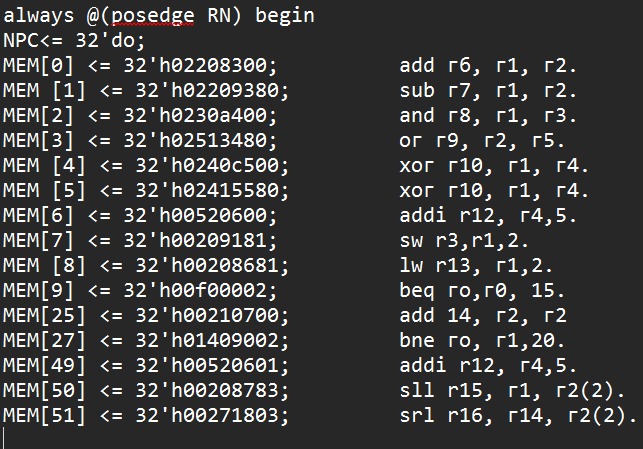 always @(posedge RN) begin
NPC<= 32'do;
MEM[0] <= 32'h02208300; add r6, r1, r2.
MEM [1] <= 32'h02209380; sub r7, r1, r2.
MEM[2] <= 32'h0230a400; and r8, r1, r3.
MEM[3] <= 32'h02513480; or r9, r2, r5.
MEM [4] <= 32'h0240c500; xor r10, r1, r4.
MEM [5] <= 32'h02415580; xor r10, r1, r4.
MEM[6] <= 32'h00520600; addi r12, r4,5.
MEM[7] <= 32'h00209181; sw r3,r1,2.
MEM [8] <= 32'h00208681; lw r13, r1,2.
MEM[9] <= 32'h00f00002; beq ro,r0, 15.
MEM[25] <= 32'h00210700; add 14, r2, r2
MEM[27] <= 32'h01409002; bne ro, r1,20.
MEM[49] <= 32'h00520601; addi r12, r4,5.
MEM[50] <= 32'h00208783; sll r15, r1, r2(2).
MEM[51] <= 32'h00271803; srl r16, r14, r2(2).